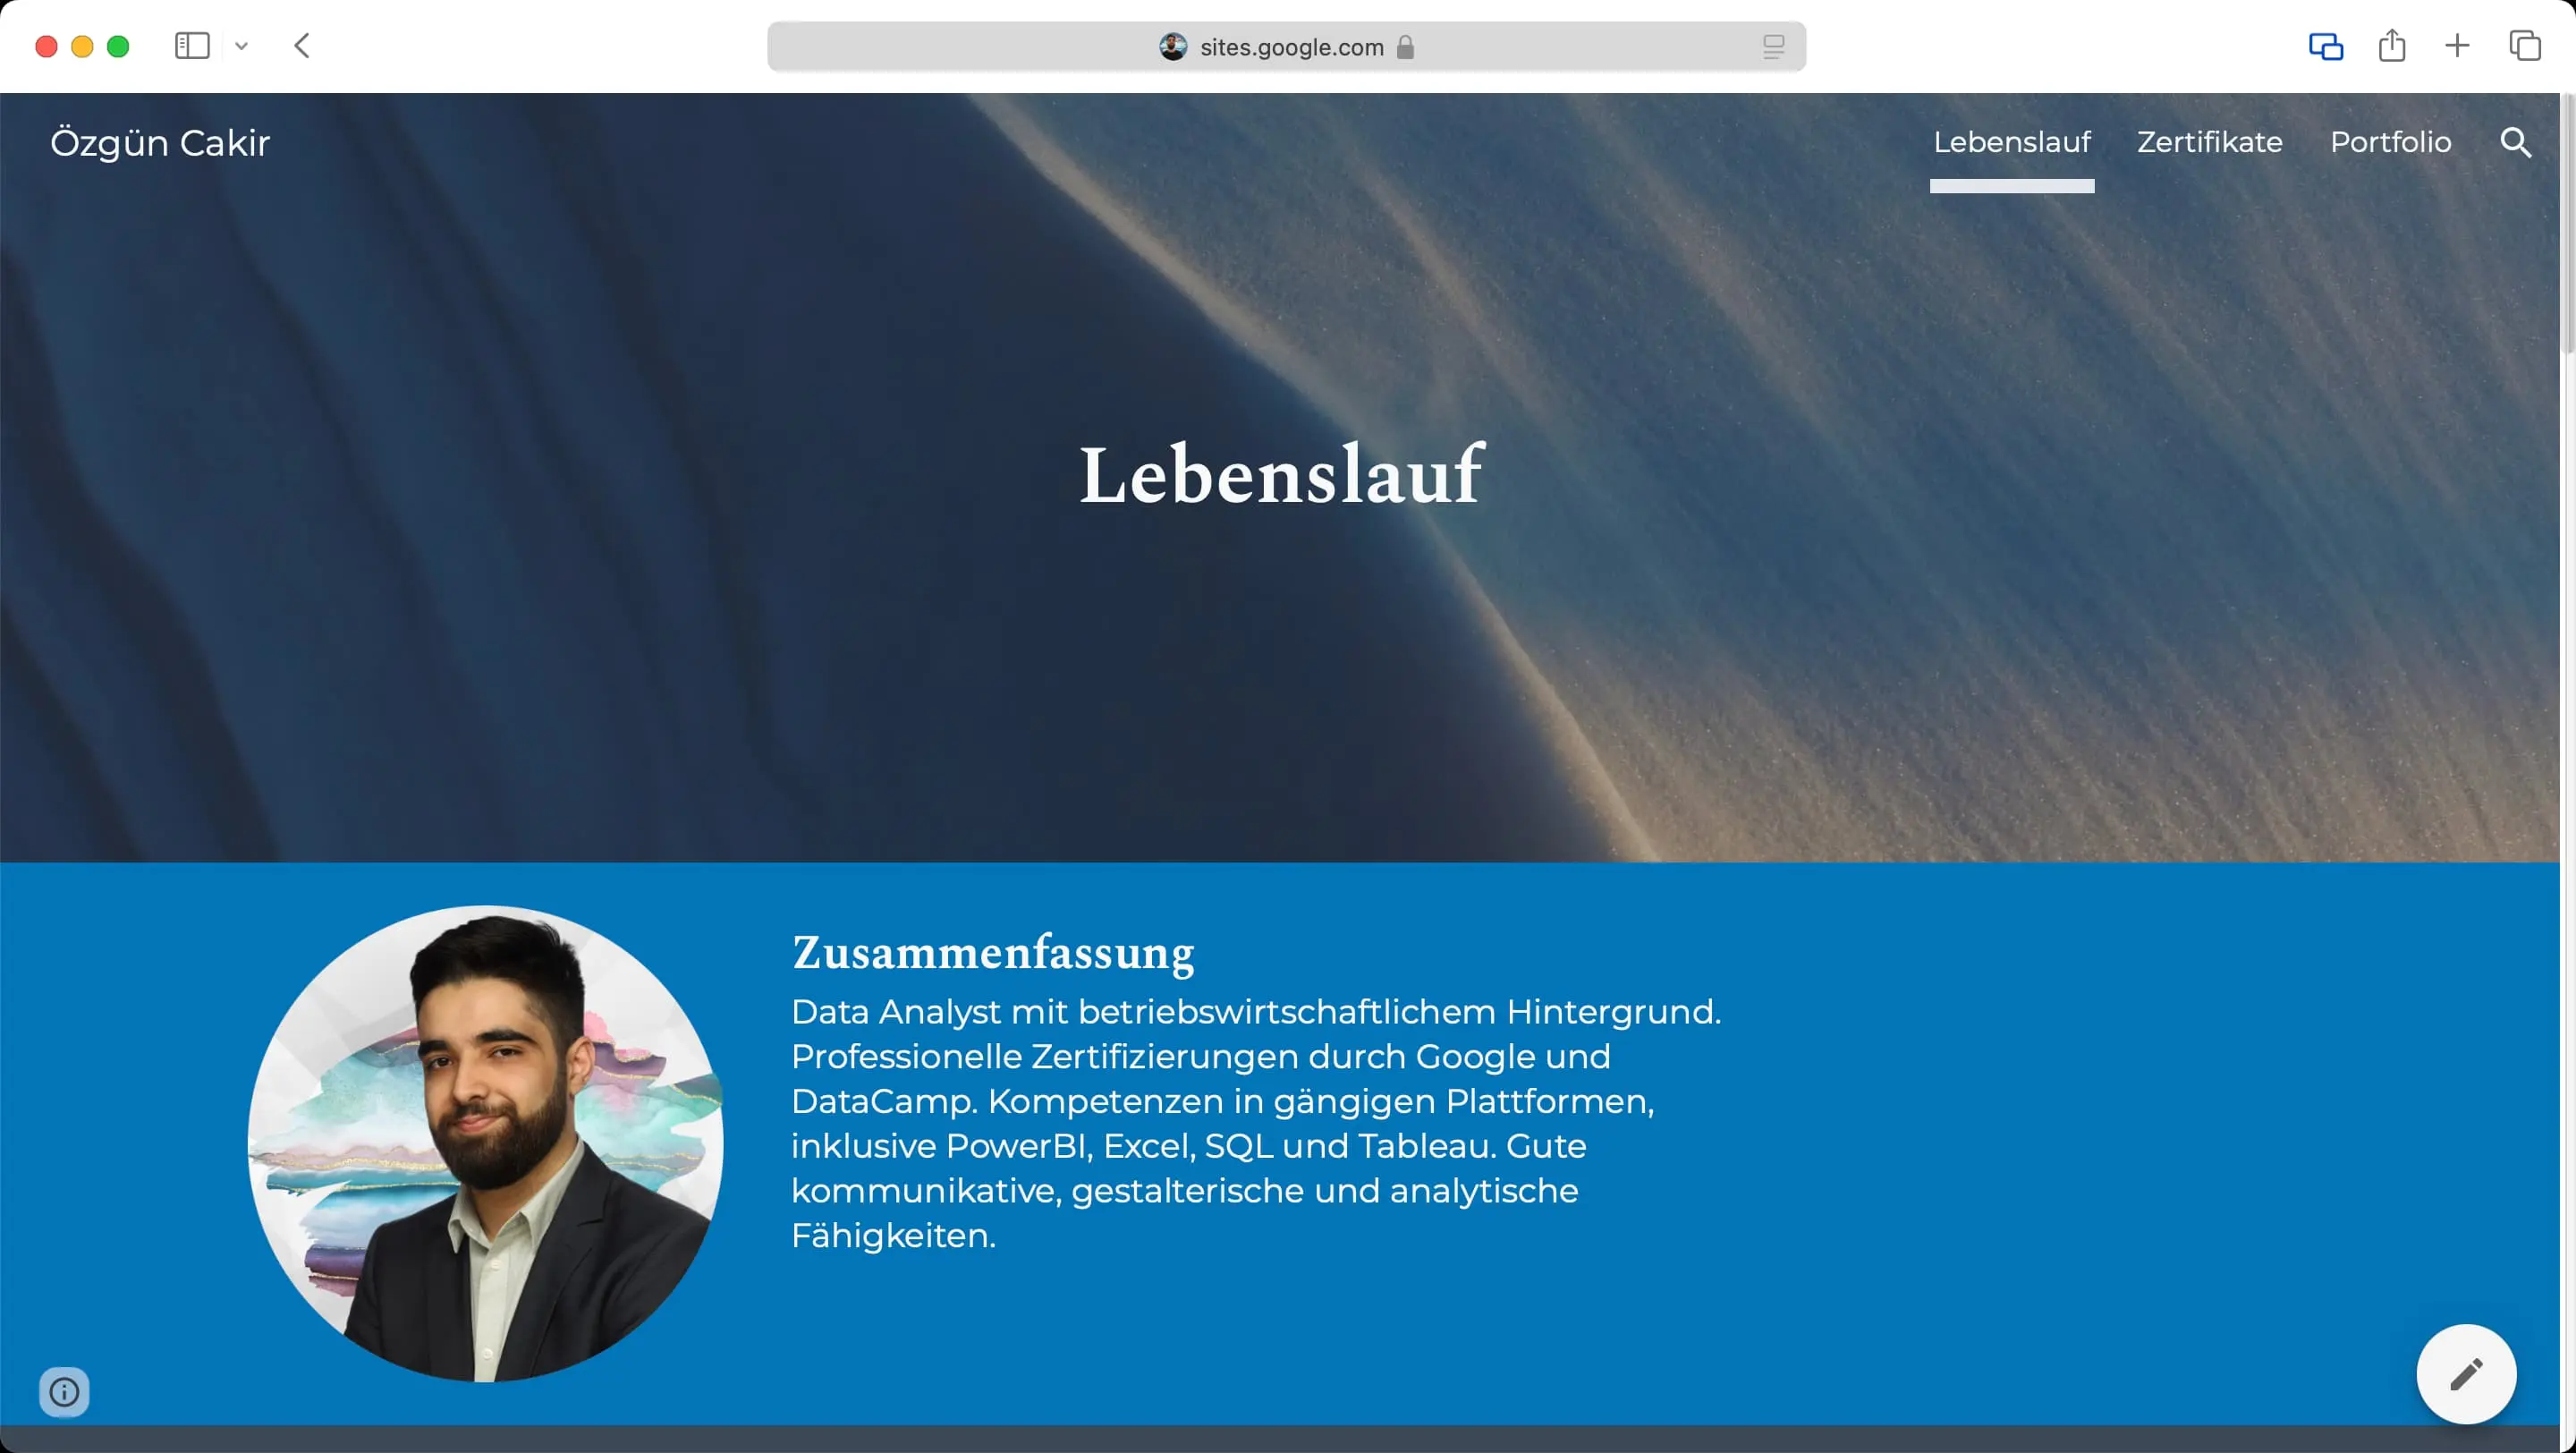 sites.google.com
Özgün Cakir
Lebenslauf
Zertifikate
Portfolio
Lebenslauf
Zusammenfassung
Data Analyst mit betriebswirtschaftlichem Hintergrund.
Professionelle Zertifizierungen durch Google und
DataCamp. Kompetenzen in gängigen Plattformen,
inklusive PowerBI, Excel, SQL und Tableau. Gute
kommunikative, gestalterische und analytische
Fähigkeiten.